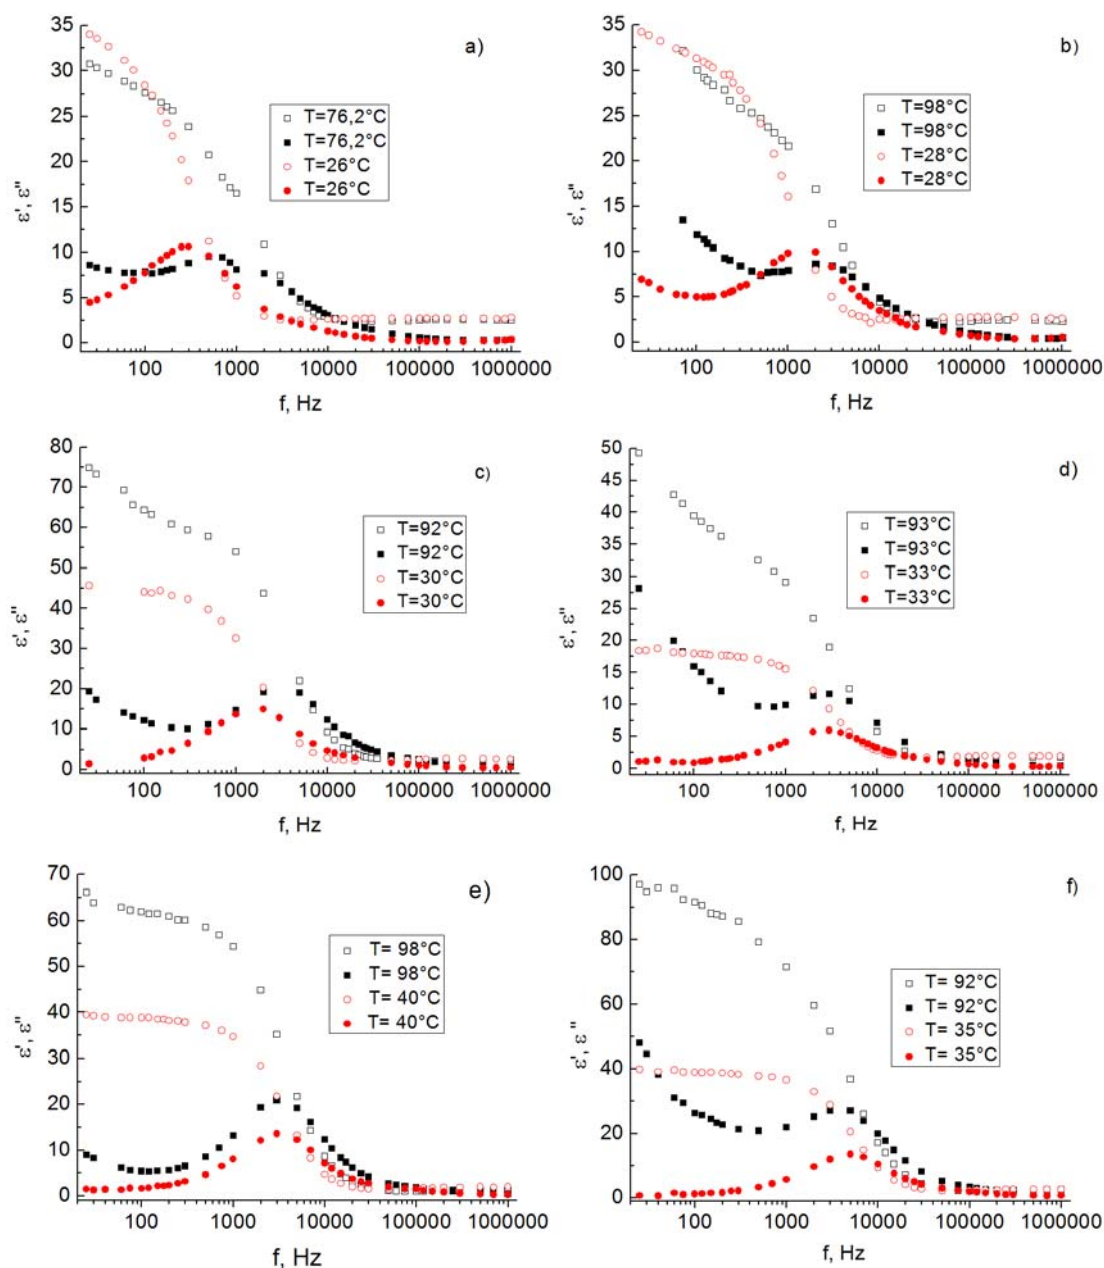 a)
35
30
25
20
15
10
5
0
ε', ε''
T=76,2°C
T=76,2°C
T=26°C
T=26°C
100 1000 10000 100000 1000000
f, Hz
b)
35
30
25
20
15
10
5
0
ε', ε''
T=98°C
T=98°C
T=28°C
T=28°C
100 1000 10000 100000 1000000
f, Hz
c)
80
70
60
50
40
30
20
10
0
ε', ε''
T=92°C
T=92°C
T=30°C
T=30°C
100 1000 10000 100000 1000000
f, Hz
d)
50
45
40
35
30
25
20
15
10
5
0
ε', ε''
T=93°C
T=93°C
T=33°C
T=33°C
100 1000 10000 100000 1000000
f, Hz
e)
70
60
50
40
30
20
10
0
ε', ε''
T= 98°C
T= 98°C
T= 40°C
T= 40°C
100 1000 10000 100000 1000000
f, Hz
f)
100
80
60
40
20
0
ε', ε''
T= 92°C
T= 92°C
T= 35°C
T= 35°C
100 1000 10000 100000 1000000
f, Hz